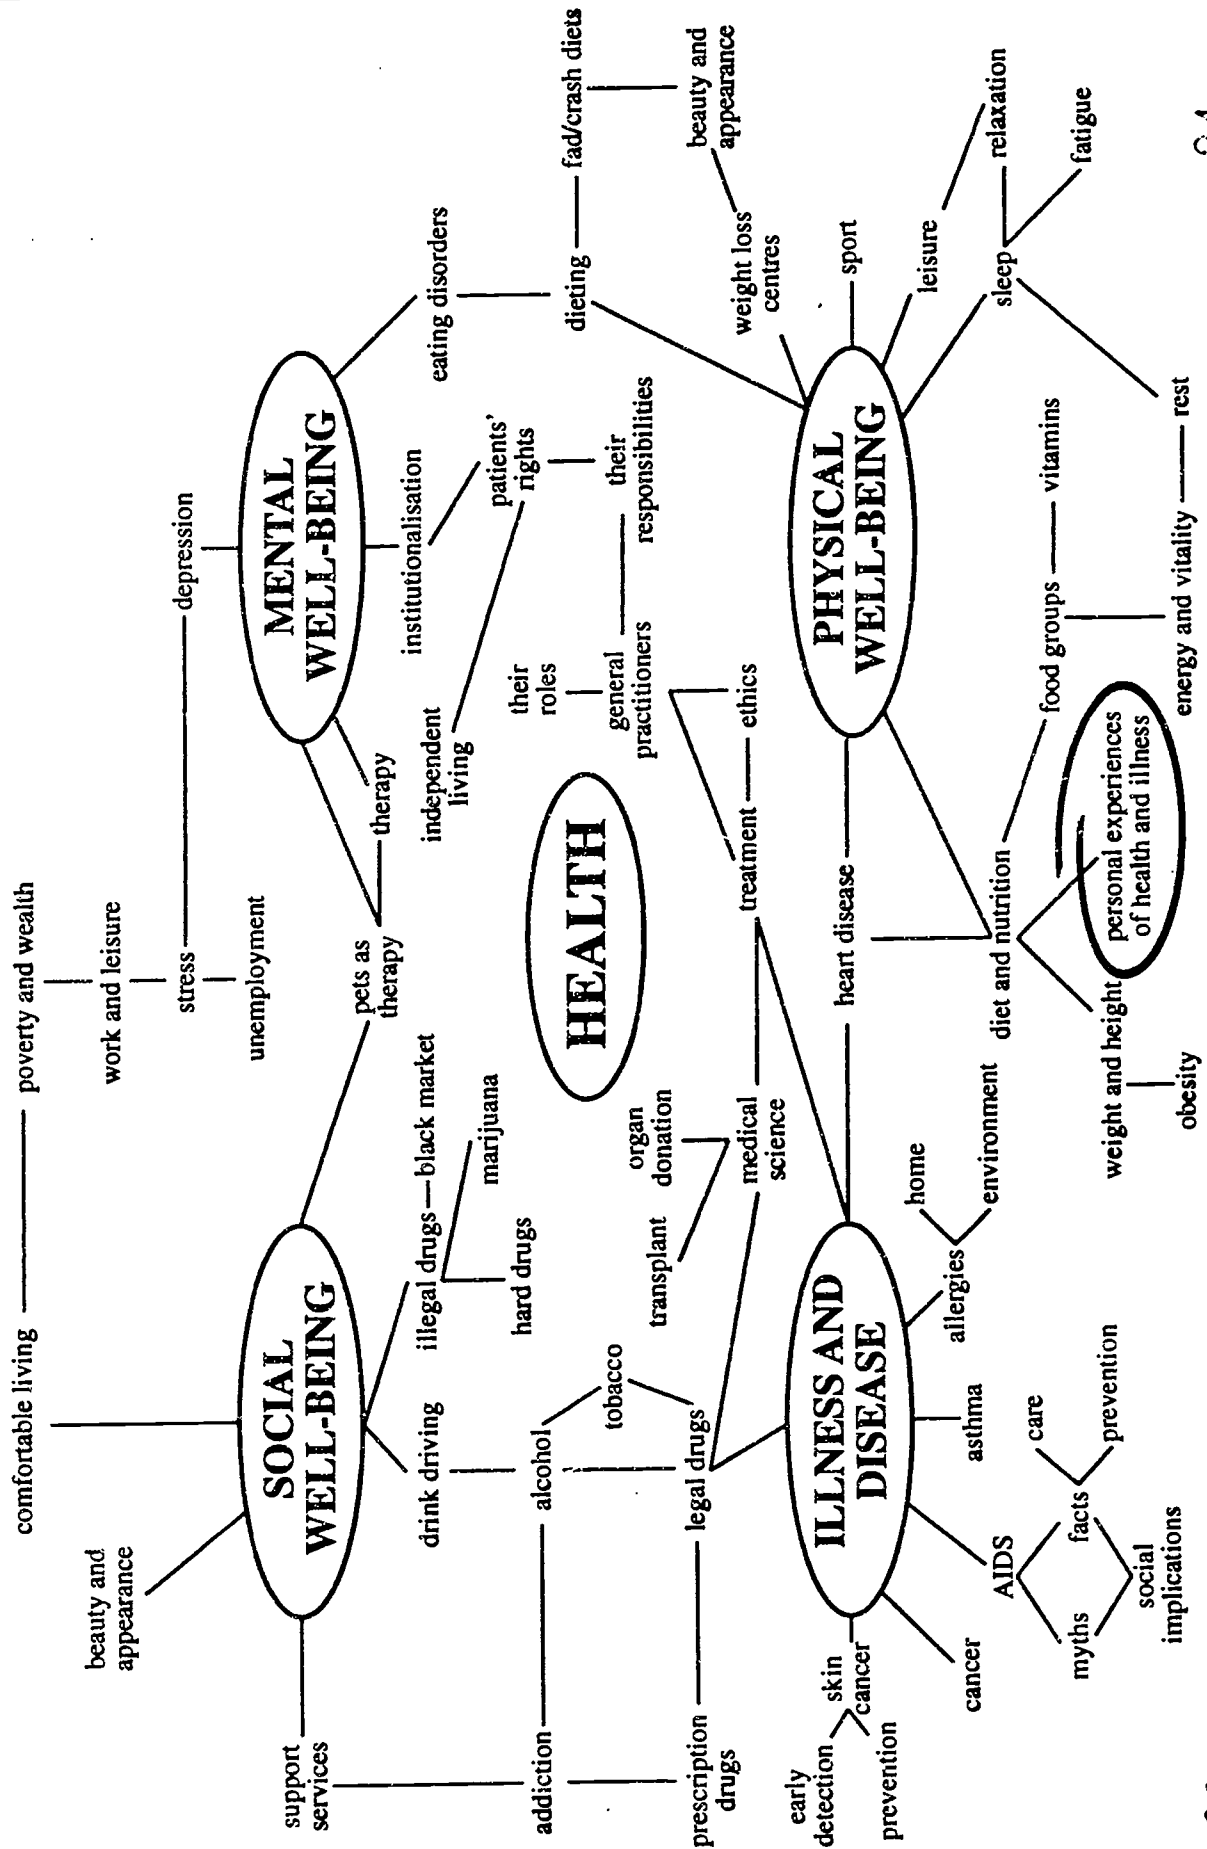 comfortable living
poverty and wealth
work and leisure
stress
unemployment
depression
beauty and
appearance
support
services
SOCIAL
WELL-BEING
pets as
therapy
therapy
MENTAL
WELL-BEING
eating disorders
institutionalisation
patients'
rights
their
responsibilities
independent
living
their
roles
general
practitioners
dieting
fad/crash diets
beauty and
appearance
weight loss
centres
drink driving
illegal drugs
black market
marijuana
hard drugs
alcohol
tobacco
addiction
legal drugs
prescription
drugs
HEALTH
organ
donation
transplant
medical
science
treatment
ethics
early
detection
prevention
skin
cancer
cancer
ILLNESS AND
DISEASE
heart disease
PHYSICAL
WELL-BEING
sport
leisure
relaxation
sleep
fatigue
rest
allergies
home
environment
asthma
AIDS
myths
facts
care
prevention
social
implications
diet and nutrition
food groups
vitamins
weight and height
obesity
personal experiences
of health and illness
energy and vitality